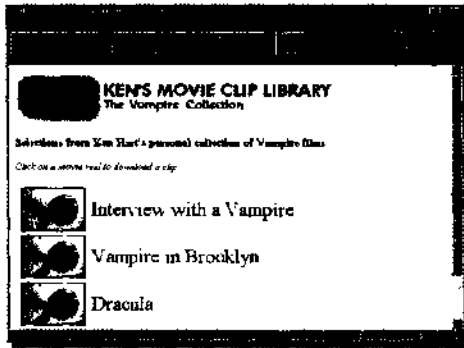 KEN'S MOVIE CLIP LIBRARY
The Vampire Collection
Selections from Ken Hart's personal collection of Vampire films
Click on a movie reel to download a clip
Interview with a Vampire
Vampire in Brooklyn
Dracula